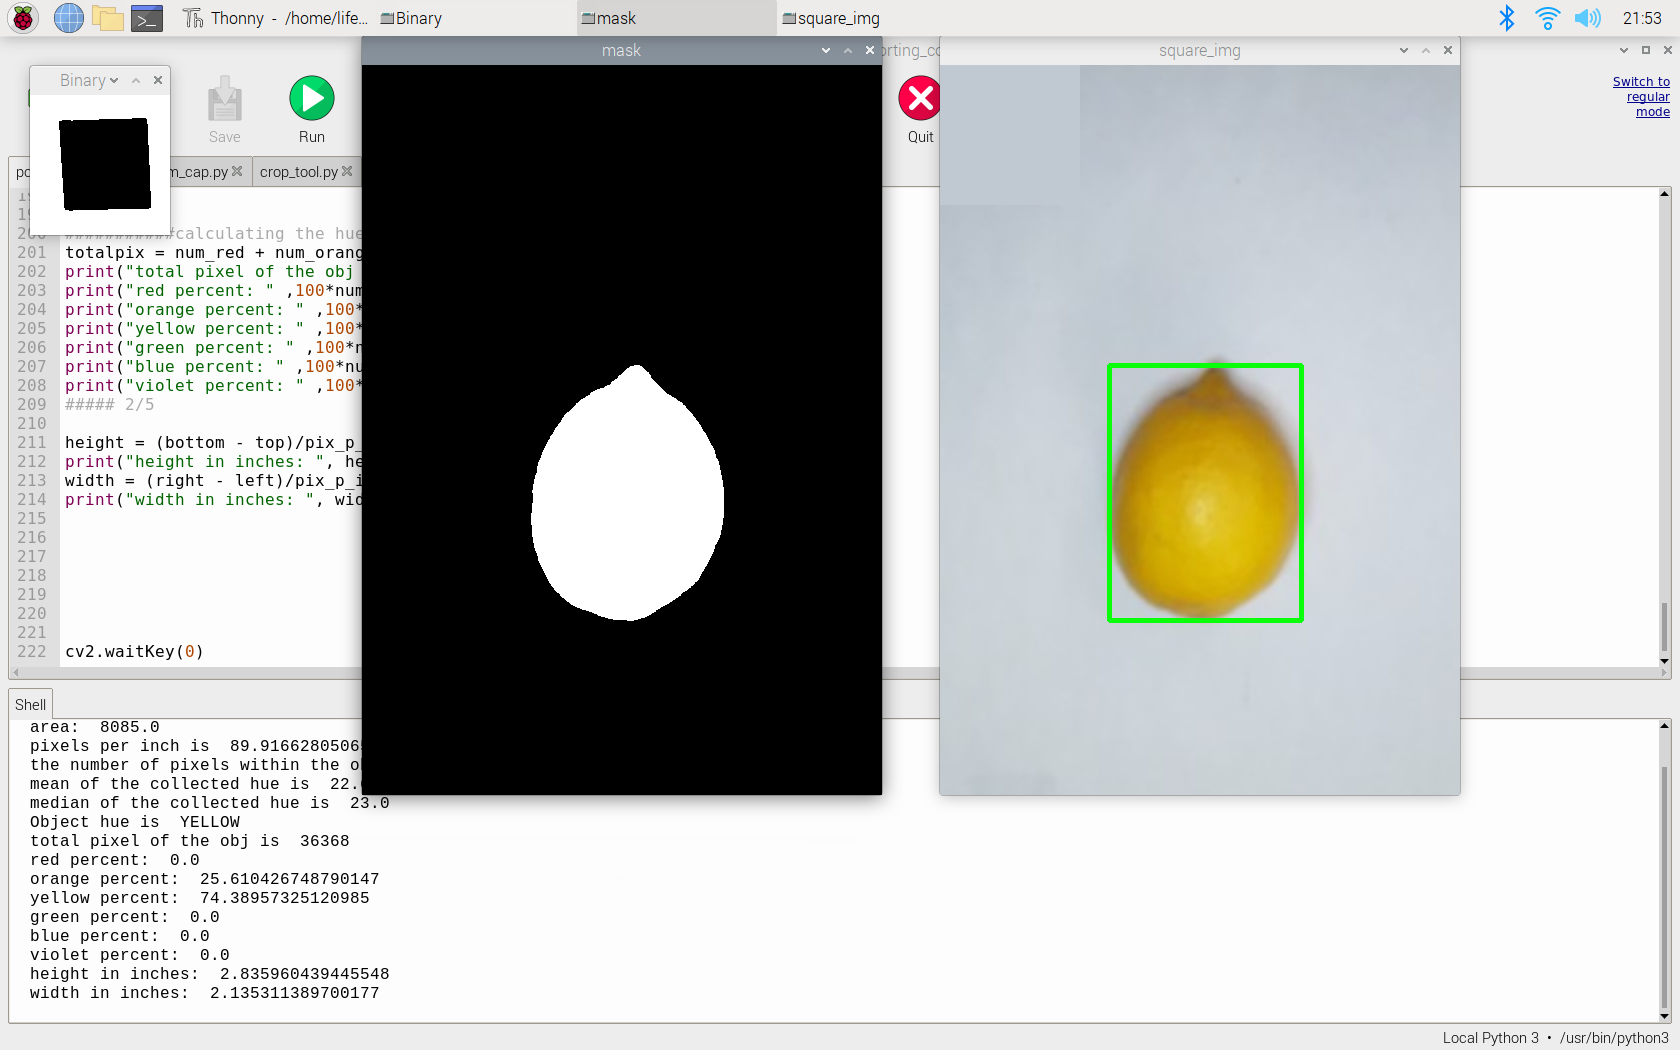 Thonny - /home/life...
Binary
mask
square_img
21:53
Binary
mask
square_img
Switch to
regular
mode
Save
Run
Quit
m_cap.py
crop_tool.py
200 ###########calculating the hue
201 totalpix = num_red + num_orang
202 print("total pixel of the obj
203 print("red percent: " ,100*num
204 print("orange percent: " ,100*
205 print("yellow percent: " ,100*
206 print("green percent: " ,100*n
207 print("blue percent: " ,100*nu
208 print("violet percent: " ,100*
209 ##### 2/5
210
211 height = (bottom - top)/pix_p_
212 print("height in inches: ", he
213 width = (right - left)/pix_p_i
214 print("width in inches: ", wid
215
216
217
218
219
220
221
222 cv2.waitKey(0)
Shell
area:  8085.0
pixels per inch is  89.9166280506
the number of pixels within the o
mean of the collected hue is  22.
median of the collected hue is  23.0
Object hue is  YELLOW
total pixel of the obj is  36368
red percent:  0.0
orange percent:  25.610426748790147
yellow percent:  74.38957325120985
green percent:  0.0
blue percent:  0.0
violet percent:  0.0
height in inches:  2.835960439445548
width in inches:  2.135311389700177
Local Python 3 • /usr/bin/python3